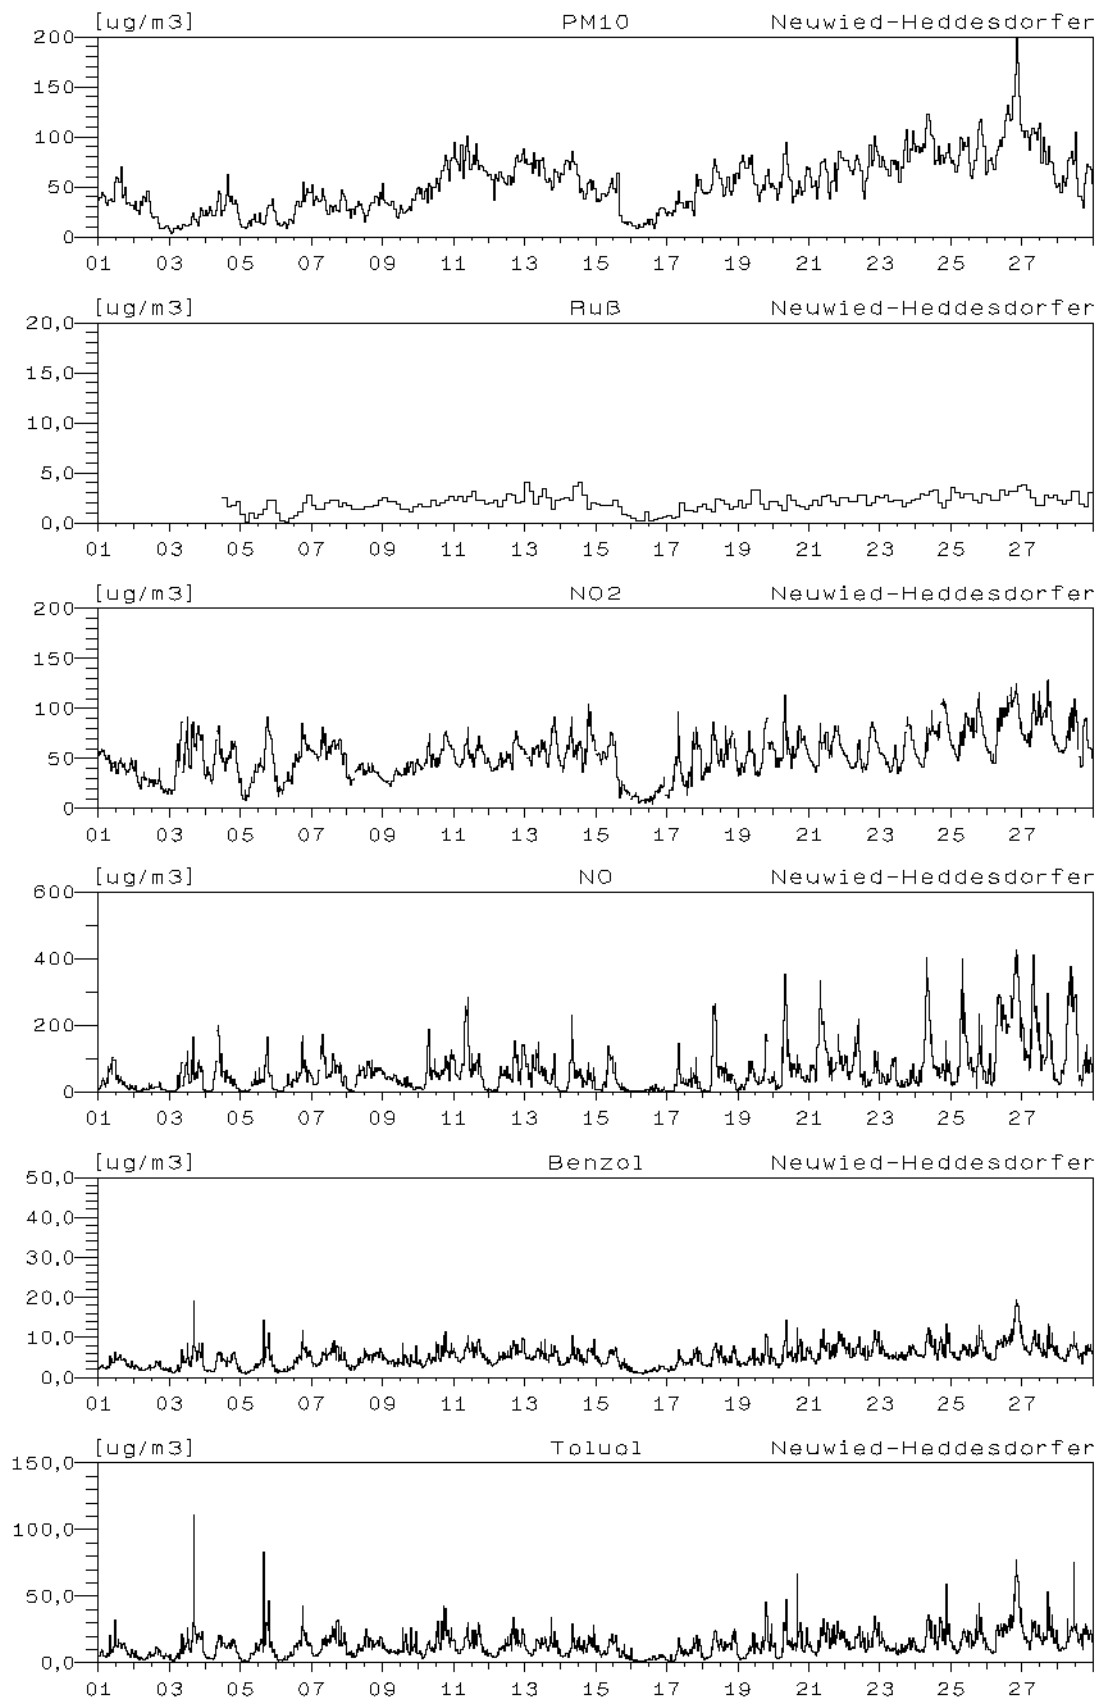 [ug/m3] PM10 Neuwied-Heddesdorfer
200
150
100
50
0
01 03 05 07 09 11 13 15 17 19 21 23 25 27
[ug/m3] Ruß Neuwied-Heddesdorfer
20,0
15,0
10,0
5,0
0,0
01 03 05 07 09 11 13 15 17 19 21 23 25 27
[ug/m3] NO2 Neuwied-Heddesdorfer
200
150
100
50
0
01 03 05 07 09 11 13 15 17 19 21 23 25 27
[ug/m3] NO Neuwied-Heddesdorfer
600
400
200
0
01 03 05 07 09 11 13 15 17 19 21 23 25 27
[ug/m3] Benzol Neuwied-Heddesdorfer
50,0
40,0
30,0
20,0
10,0
0,0
01 03 05 07 09 11 13 15 17 19 21 23 25 27
[ug/m3] Toluol Neuwied-Heddesdorfer
150,0
100,0
50,0
0,0
01 03 05 07 09 11 13 15 17 19 21 23 25 27